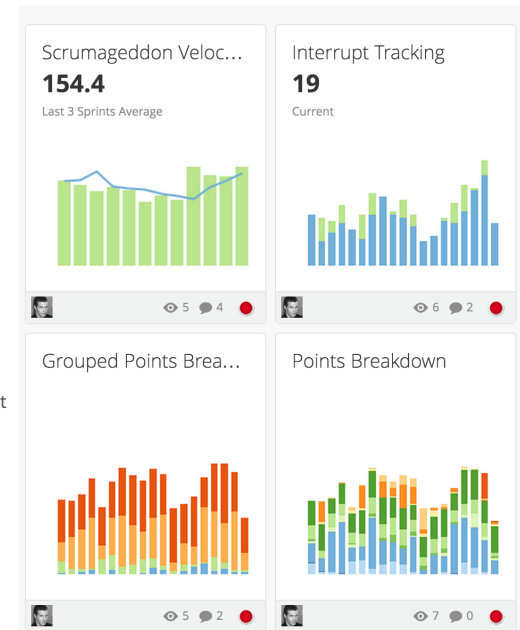 Scrumageddon Veloc...
154.4
Last 3 Sprints Average
5 4
Interrupt Tracking
19
Current
6 2
t
Grouped Points Brea...
5 2
Points Breakdown
7 0